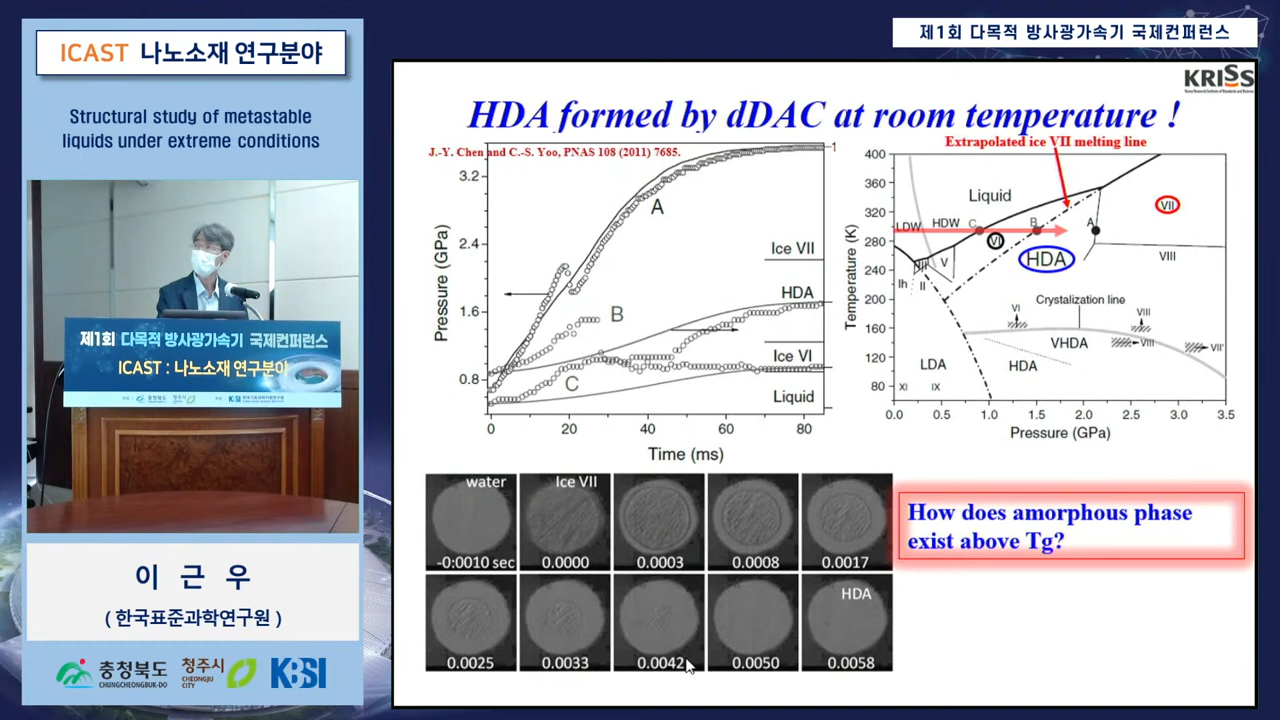 ICAST 나노소재 연구분야
Structural study of metastable
liquids under extreme conditions
제1회 다목적 방사광가속기 국제컨퍼런스
ICAST : 나노소재 연구분야
충청북도
청주시
KBSI
이 근 우
( 한국표준과학연구원 )
충청북도
CHUNGCHEONGBUK-DO
청주시
CHEONGJU
CITY
KBSI
제1회 다목적 방사광가속기 국제컨퍼런스
KRISS
HDA formed by dDAC at room temperature !
J.-Y. Chen and C.-S. Yoo, PNAS 108 (2011) 7685.
Pressure (GPa)
3.2
2.4
1.6
0.8
A
B
C
1
Ice VII
HDA
Ice VI
Liquid
0 20 40 60 80
Time (ms)
Extrapolated ice VII melting line
Temperature (K)
400
360
320
280
240
200
160
120
80
Liquid
VII
LDW HDW C B A
VI
HDA
VIII
V
Ih
II
Crystalization line
VI
VIII
VHDA
VIII
VII'
LDA
HDA
XI IX
0.0 0.5 1.0 1.5 2.0 2.5 3.0 3.5
Pressure (GPa)
water
Ice VII
-0:0010 sec
0.0000
0.0003
0.0008
0.0017
HDA
0.0025
0.0033
0.0042
0.0050
0.0058
How does amorphous phase
exist above Tg?